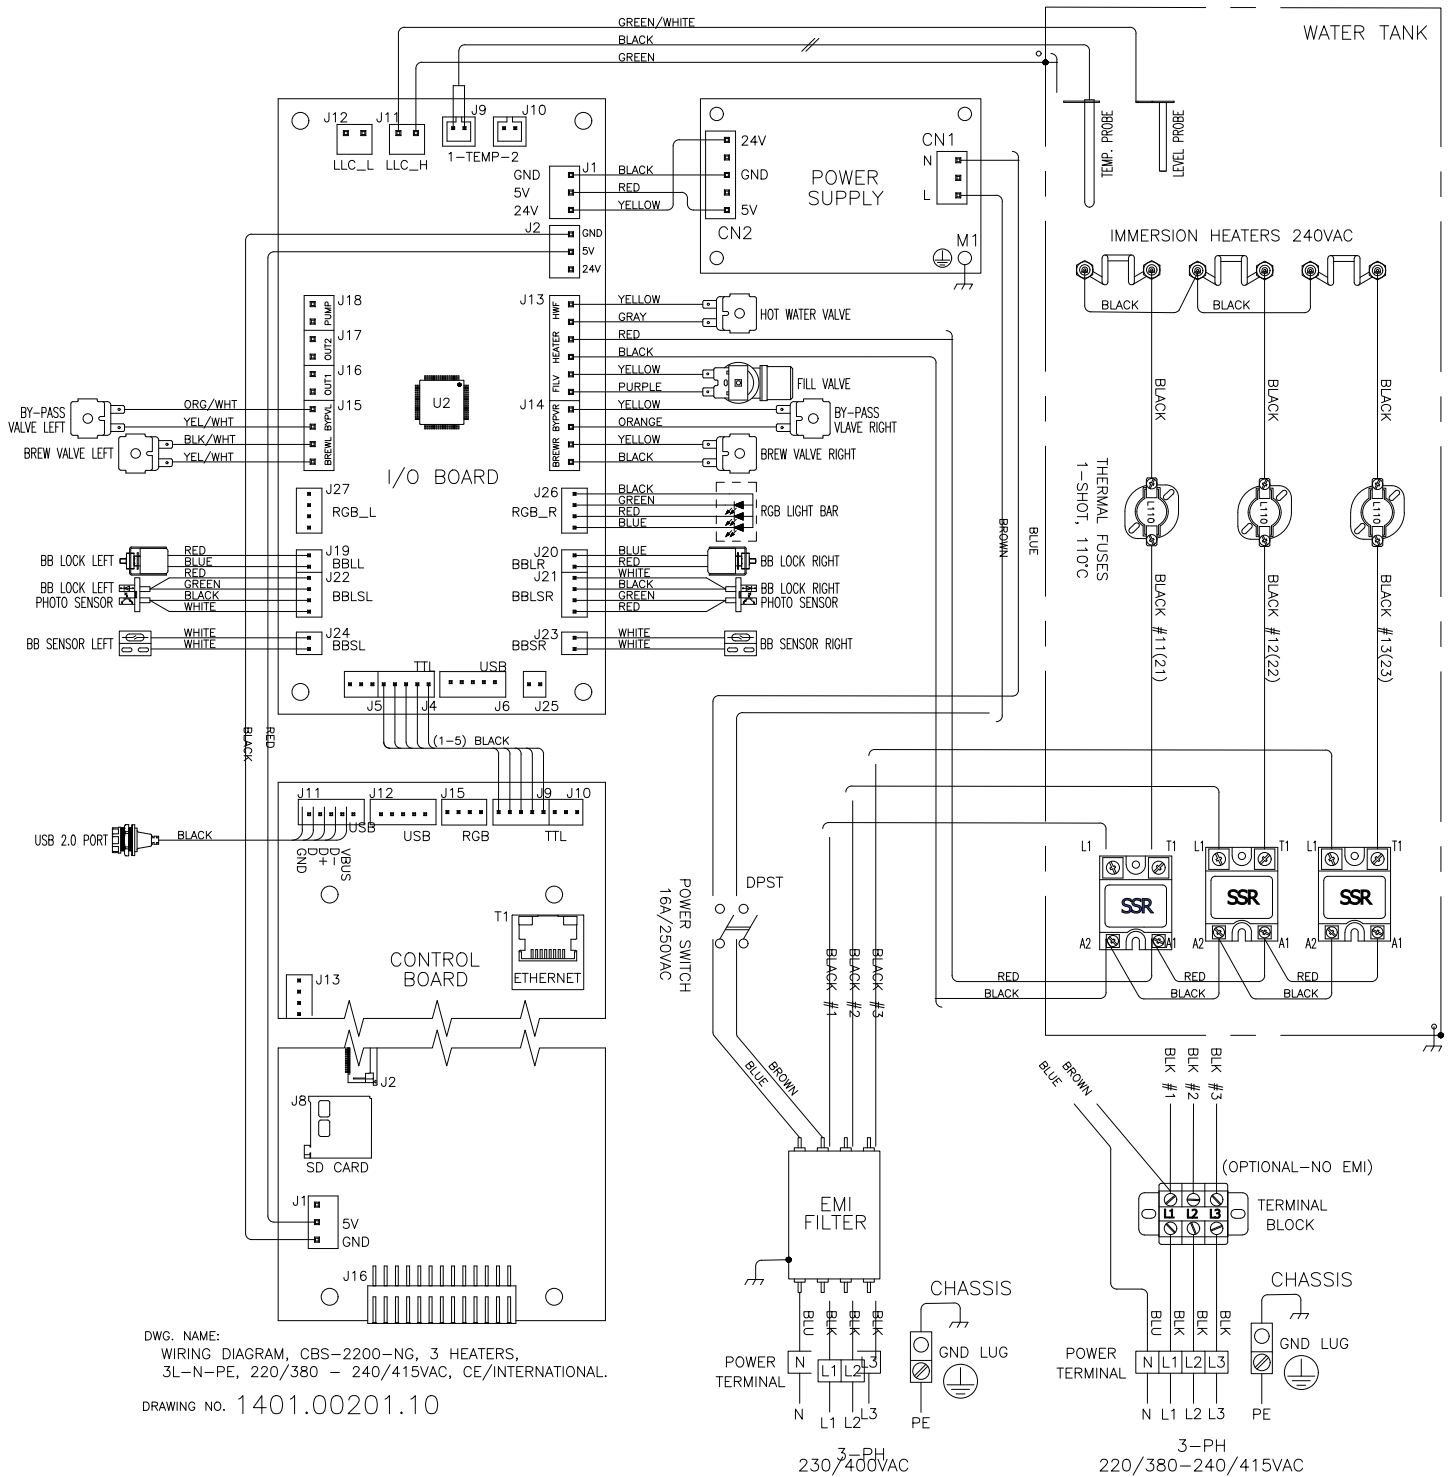 GREEN/WHITE
BLACK
GREEN
WATER TANK
J12
J11
J9
J10
LLC_L
LLC_H
1-TEMP-2
TEMP. PROBE
LEVEL PROBE
J1
GND
5V
24V
BLACK
RED
YELLOW
24V
GND
5V
CN2
POWER
SUPPLY
CN1
N
L
M1
J2
GND
5V
24V
IMMERSION HEATERS 240VAC
BLACK
BLACK
J18
PUMP
J17
OUT2
J16
OUT1
J15
BYPVL
BREWL
J13
HWF
HEATER
FILV
J14
BYPVR
BREWR
YELLOW
GRAY
HOT WATER VALVE
RED
BLACK
YELLOW
PURPLE
FILL VALVE
YELLOW
ORANGE
BY-PASS
VLAVE RIGHT
YELLOW
BLACK
BREW VALVE RIGHT
BY-PASS
VALVE LEFT
ORG/WHT
YEL/WHT
BREW VALVE LEFT
BLK/WHT
YEL/WHT
U2
I/O BOARD
J27
RGB_L
J26
RGB_R
BLACK
GREEN
RED
BLUE
RGB LIGHT BAR
BB LOCK LEFT
RED
BLUE
J19
BBLL
BB LOCK LEFT
PHOTO SENSOR
RED
GREEN
BLACK
WHITE
J22
BBLSL
BB SENSOR LEFT
WHITE
WHITE
J24
BBSL
J20
BBLR
BLUE
RED
BB LOCK RIGHT
J21
BBLSR
WHITE
BLACK
GREEN
RED
BB LOCK RIGHT
PHOTO SENSOR
J23
BBSR
WHITE
WHITE
BB SENSOR RIGHT
TTL
USB
J5
J4
J6
J25
BLACK
RED
(1-5) BLACK
BROWN
BLUE
BLACK
BLACK
BLACK
THERMAL FUSES
1-SHOT, 110°C
L110
L110
L110
BLACK #11(21)
BLACK #12(22)
BLACK #13(23)
J11
USB
J12
USB
J15
RGB
J9
J10
TTL
USB 2.0 PORT
BLACK
GND
D
D+
D-
VBUS
T1
ETHERNET
CONTROL
BOARD
J13
J2
J8
SD CARD
J1
5V
GND
J16
POWER SWITCH
16A/250VAC
DPST
BLACK #1
BLACK #2
BLACK #3
L1
T1
SSR
A2
A1
L1
T1
SSR
A2
A1
L1
T1
SSR
A2
A1
RED
BLACK
RED
BLACK
RED
BLACK
BLUE
BROWN
EMI
FILTER
BLU
BLK
BLK
BLK
POWER
TERMINAL
N
L1
L2
L3
N
L1
L2
L3
CHASSIS
GND LUG
PE
3-PH
230/400VAC
BLUE
BROWN
BLK #1
BLK #2
BLK #3
(OPTIONAL-NO EMI)
L1
L2
L3
TERMINAL
BLOCK
BLU
BLK
BLK
BLK
POWER
TERMINAL
N
L1
L2
L3
N
L1
L2
L3
CHASSIS
GND LUG
PE
3-PH
220/380-240/415VAC
DWG. NAME:
WIRING DIAGRAM, CBS-2200-NG, 3 HEATERS,
3L-N-PE, 220/380 - 240/415VAC, CE/INTERNATIONAL.
DRAWING NO. 1401.00201.10